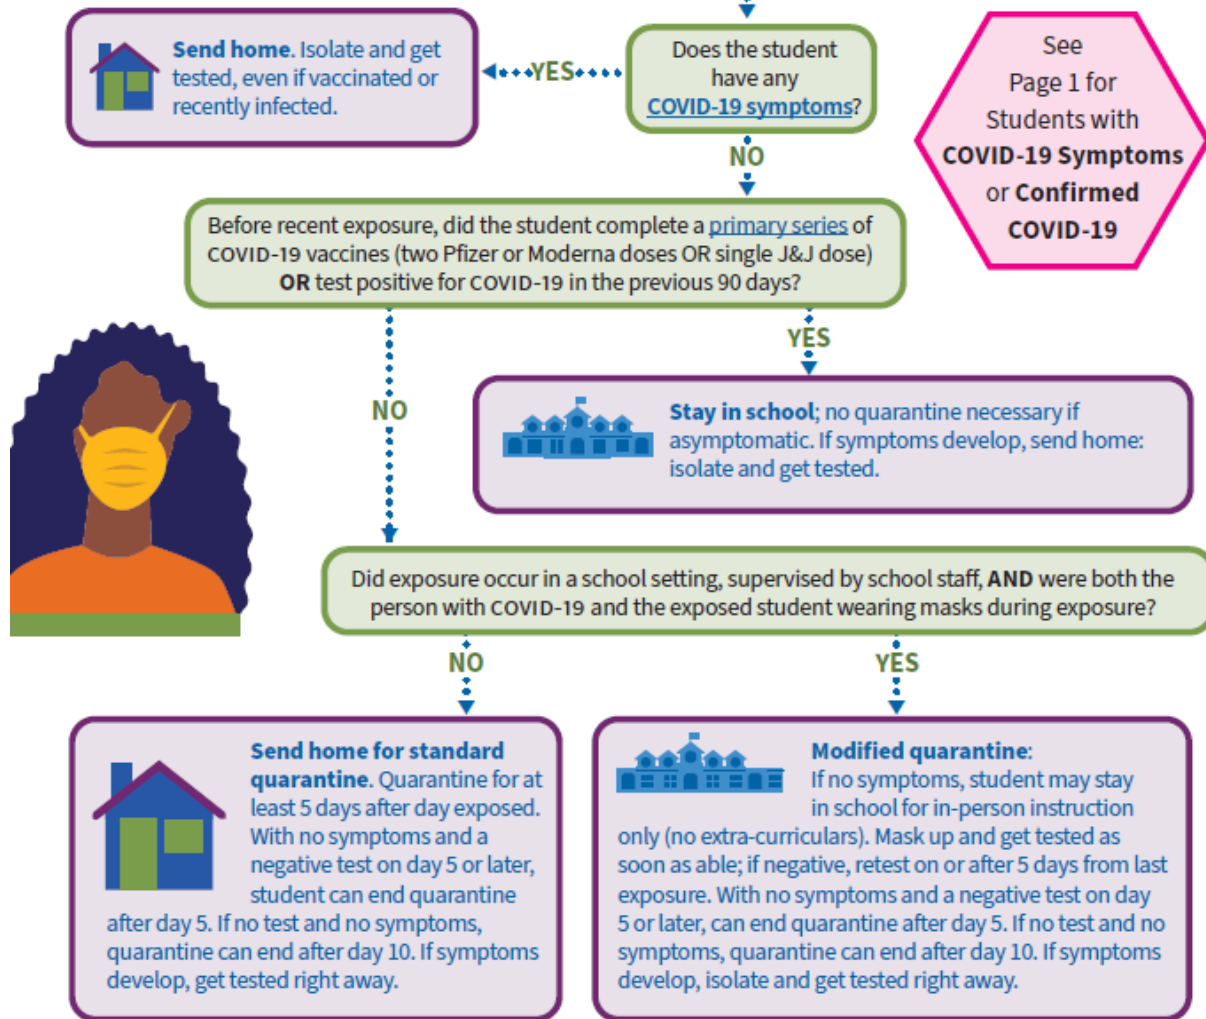 Send home. Isolate and get
tested, even if vaccinated or
recently infected.
YES
Does the student
have any
COVID-19 symptoms?
See
Page 1 for
Students with
COVID-19 Symptoms
or Confirmed
COVID-19
NO
Before recent exposure, did the student complete a primary series of
COVID-19 vaccines (two Pfizer or Moderna doses OR single J&J dose)
OR test positive for COVID-19 in the previous 90 days?
YES
NO
Stay in school; no quarantine necessary if
asymptomatic. If symptoms develop, send home:
isolate and get tested.
Did exposure occur in a school setting, supervised by school staff, AND were both the
person with COVID-19 and the exposed student wearing masks during exposure?
NO
YES
Send home for standard
quarantine. Quarantine for at
least 5 days after day exposed.
With no symptoms and a
negative test on day 5 or later,
student can end quarantine
after day 5. If no test and no symptoms,
quarantine can end after day 10. If symptoms
develop, get tested right away.
Modified quarantine:
If no symptoms, student may stay
in school for in-person instruction
only (no extra-curriculars). Mask up and get tested as
soon as able; if negative, retest on or after 5 days from last
exposure. With no symptoms and a negative test on day
5 or later, can end quarantine after day 5. If no test and no
symptoms, quarantine can end after day 10. If symptoms
develop, isolate and get tested right away.